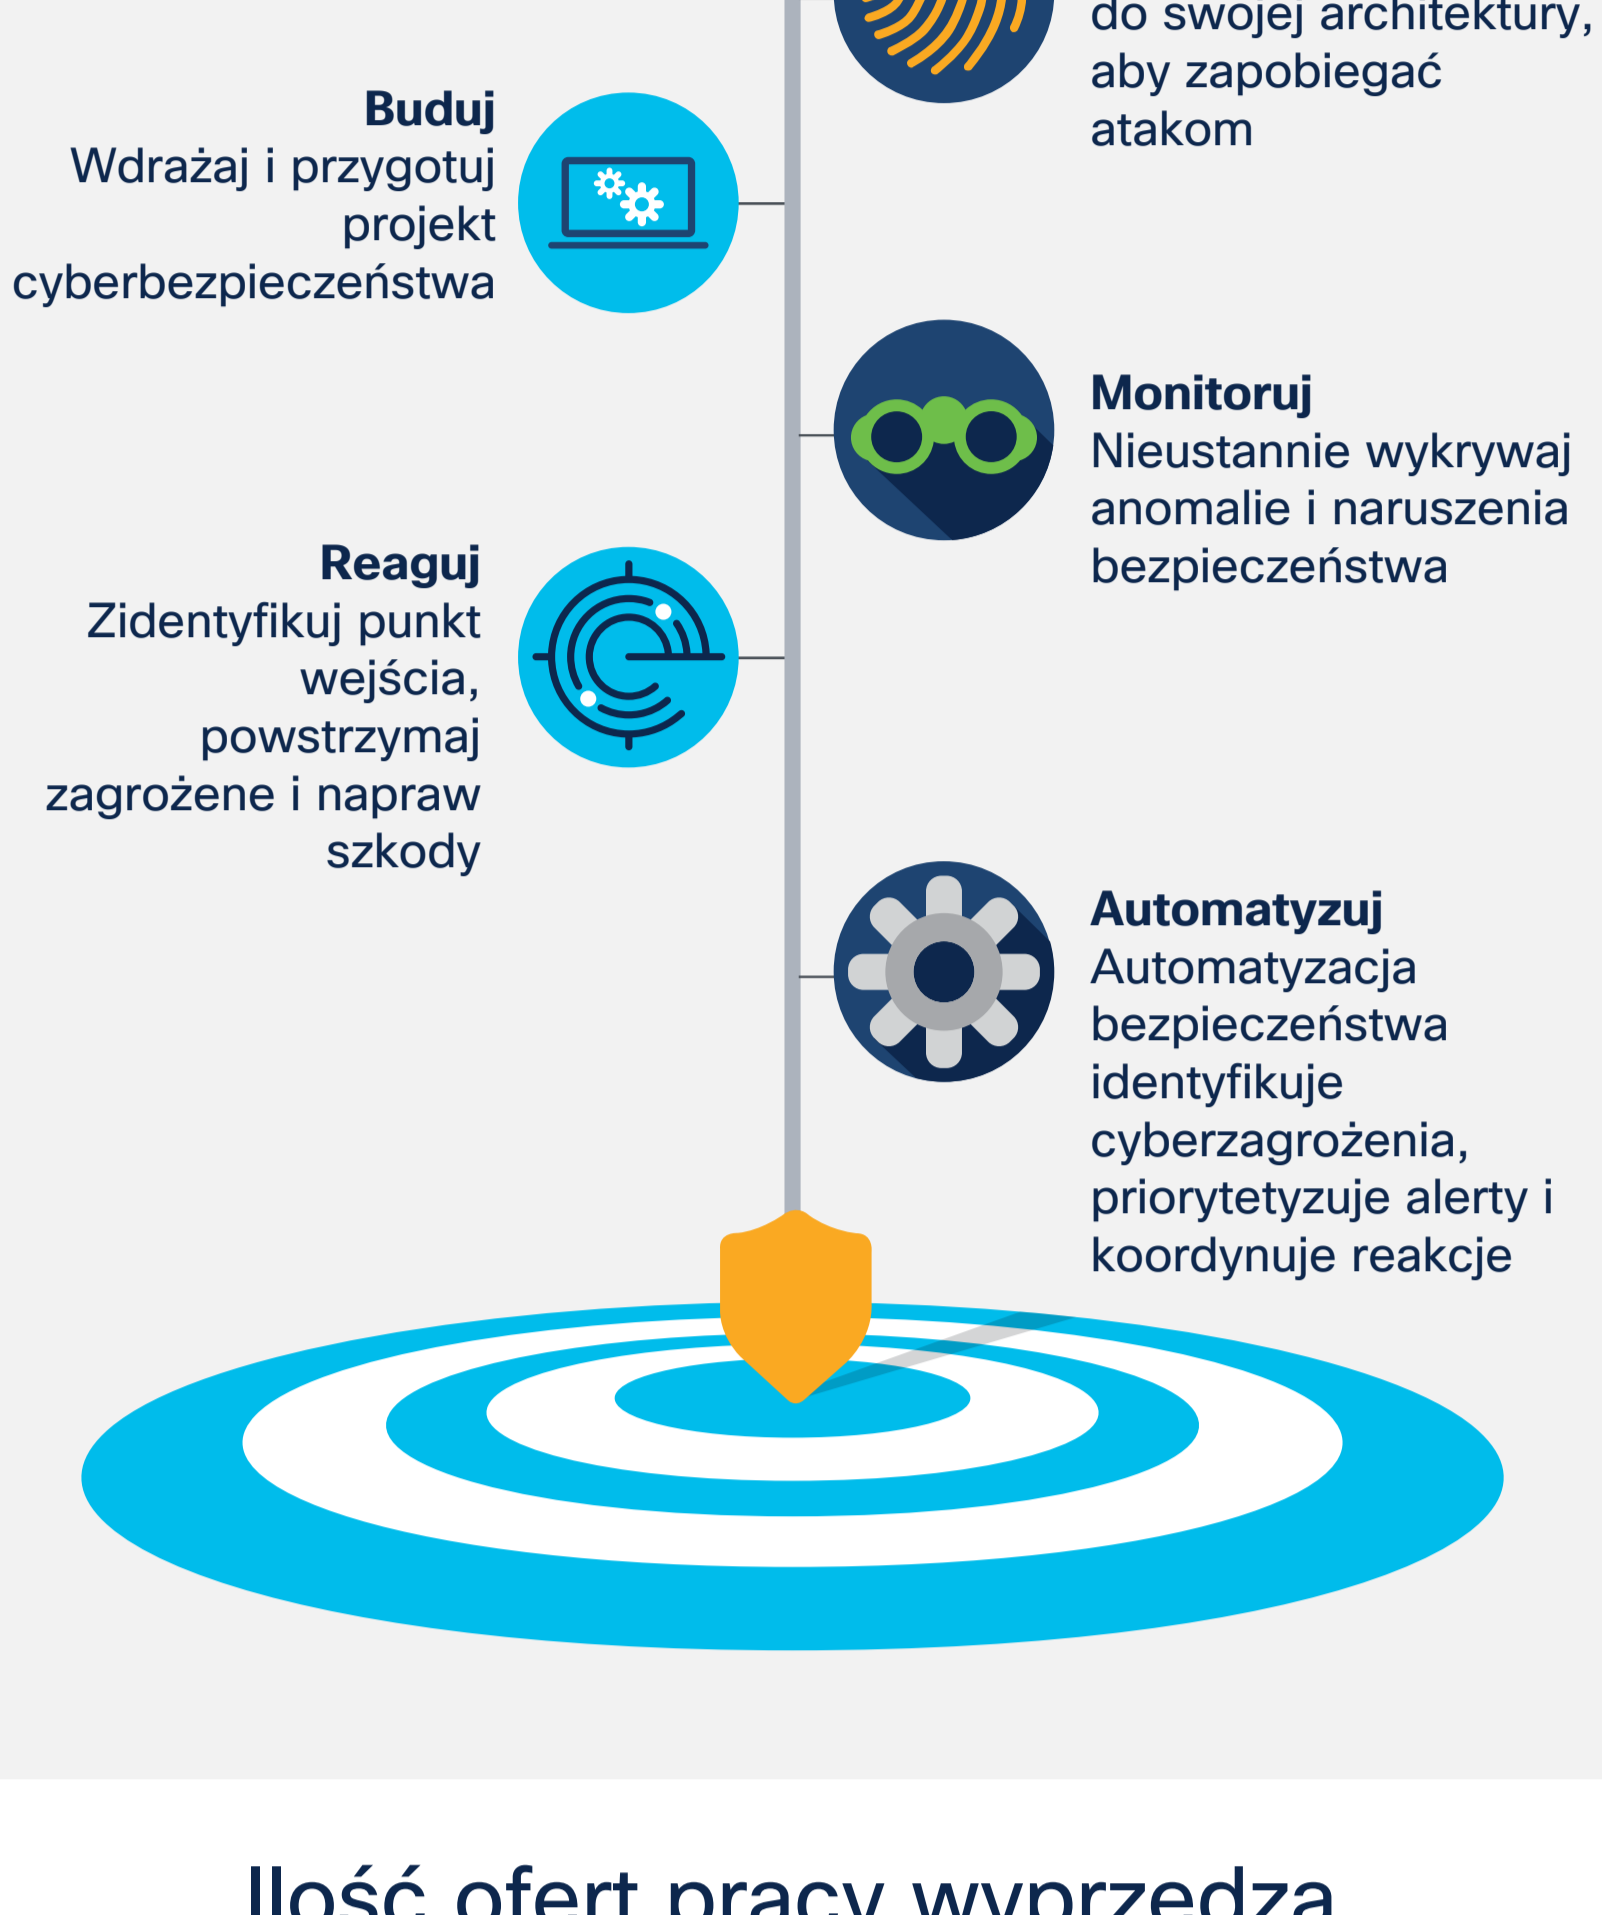 do swojej architektury,
aby zapobiegać
atakom
Buduj
Wdrażaj i przygotuj
projekt
cyberbezpieczeństwa
Monitoruj
Nieustannie wykrywaj
anomalie i naruszenia
bezpieczeństwa
Reaguj
Zidentyfikuj punkt
wejścia,
powstrzymaj
zagrożene i napraw
szkody
Automatyzuj
Automatyzacja
bezpieczeństwa
identyfikuje
cyberzagrożenia,
priorytetyzuje alerty i
koordynuje reakcje
Ilość ofert pracy wyprzedza